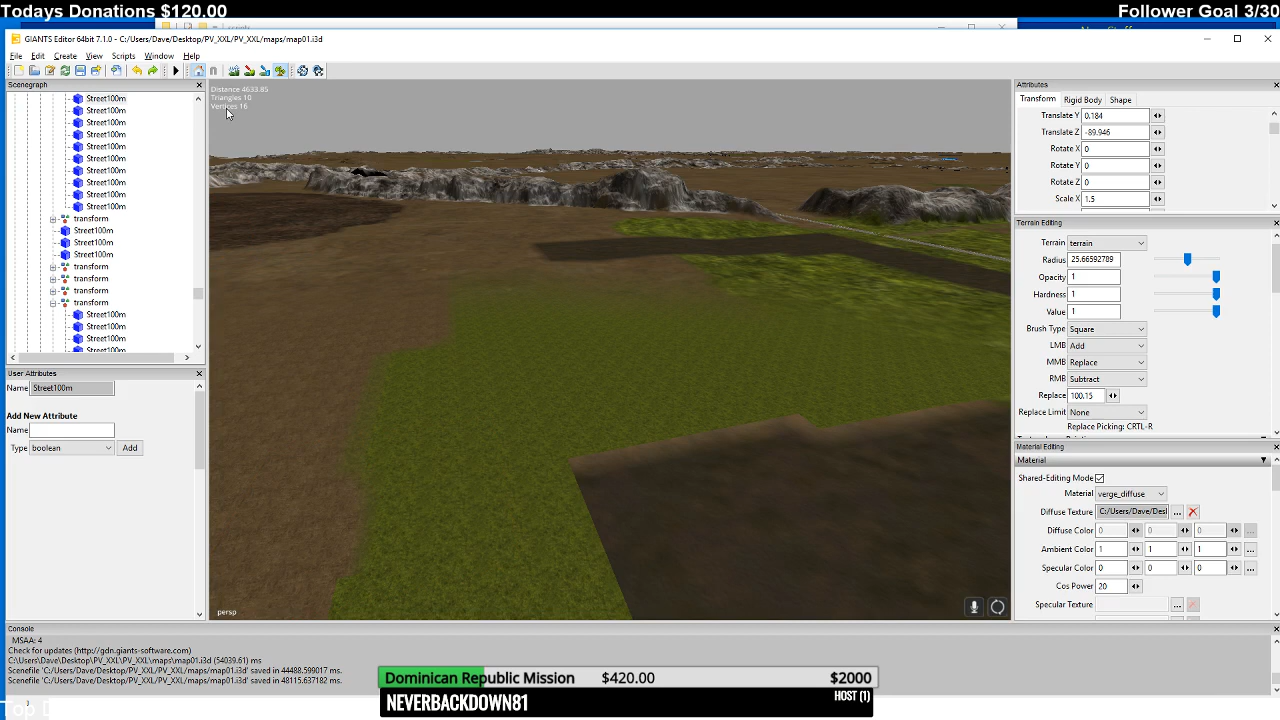 Todays Donations $120.00
Follower Goal 3/30
GIANTS Editor 64bit 7.1.0 - C:/Users/Dave/Desktop/PV_XXL/PV_XXL/maps/map01.i3d
File Edit Create View Scripts Window Help
Scenegraph
Street100m
Street100m
Street100m
Street100m
Street100m
Street100m
Street100m
Street100m
Street100m
Street100m
transform
Street100m
Street100m
Street100m
transform
transform
transform
transform
Street100m
Street100m
Street100m
Street100m
User Attributes
Name Street100m
Add New Attribute
Name
Type boolean Add
Distance 4633.85
Triangles 10
Vertices 16
persp
Attributes
Transform Rigid Body Shape
Translate Y 0.184
Translate Z -89.946
Rotate X 0
Rotate Y 0
Rotate Z 0
Scale X 1.5
Terrain Editing
Terrain terrain
Radius 25.66592789
Opacity 1
Hardness 1
Value 1
Brush Type Square
LMB Add
MMB Replace
RMB Subtract
Replace 100.15
Replace Limit None
Replace Picking: CRTL-R
Material Editing
Material
Shared-Editing Mode
Material verge_diffuse
Diffuse Texture C:/Users/Dave/Desl ...
Diffuse Color 0 0 0 ...
Ambient Color 1 1 1 ...
Specular Color 0 0 0 ...
Cos Power 20
Specular Texture ...
Console
MSAA: 4
Check for updates (http://gdn.giants-software.com)
C:\Users\Dave\Desktop\PV_XXL\PV_XXL\maps\map01.i3d (54039.61) ms
Scenefile 'C:/Users/Dave/Desktop/PV_XXL/PV_XXL/maps/map01.i3d' saved in 44488.599017 ms.
Scenefile 'C:/Users/Dave/Desktop/PV_XXL/PV_XXL/maps/map01.i3d' saved in 48115.637182 ms.
Dominican Republic Mission $420.00 $2000
NEVERBACKDOWN81 HOST (1)